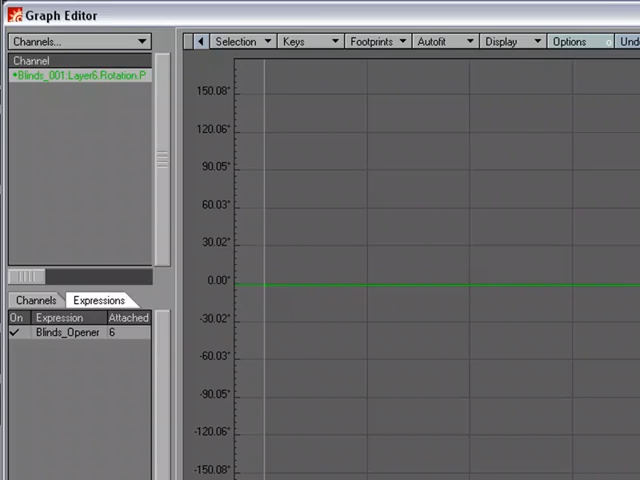 Graph Editor
Channels...
Selection Keys Footprints Autofit Display Options Und
Channel
•Blinds_001:Layer6.Rotation.P
150.08°
120.06°
90.05°
60.03°
30.02°
0.00°
-30.02°
-60.03°
-90.05°
-120.06°
-150.08°
Channels Expressions
On Expression Attached
Blinds_Opener 6